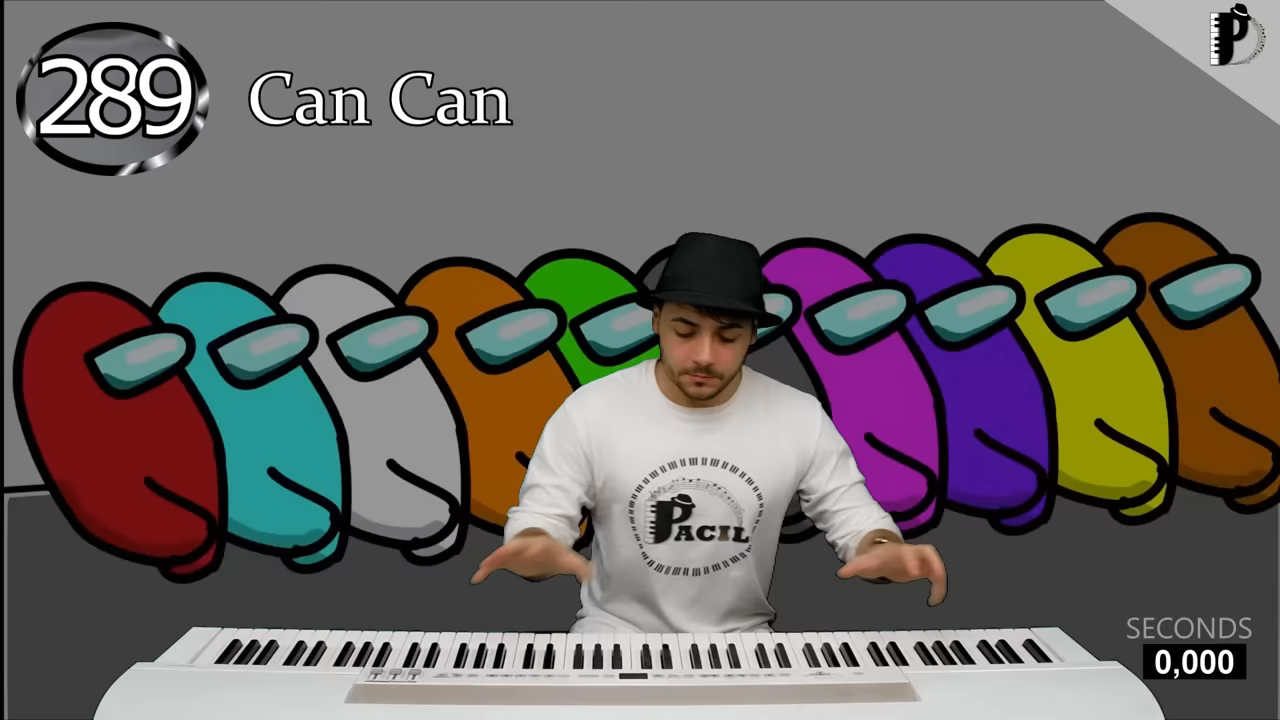 289
Can Can
P
PACIL
SECONDS
0,000